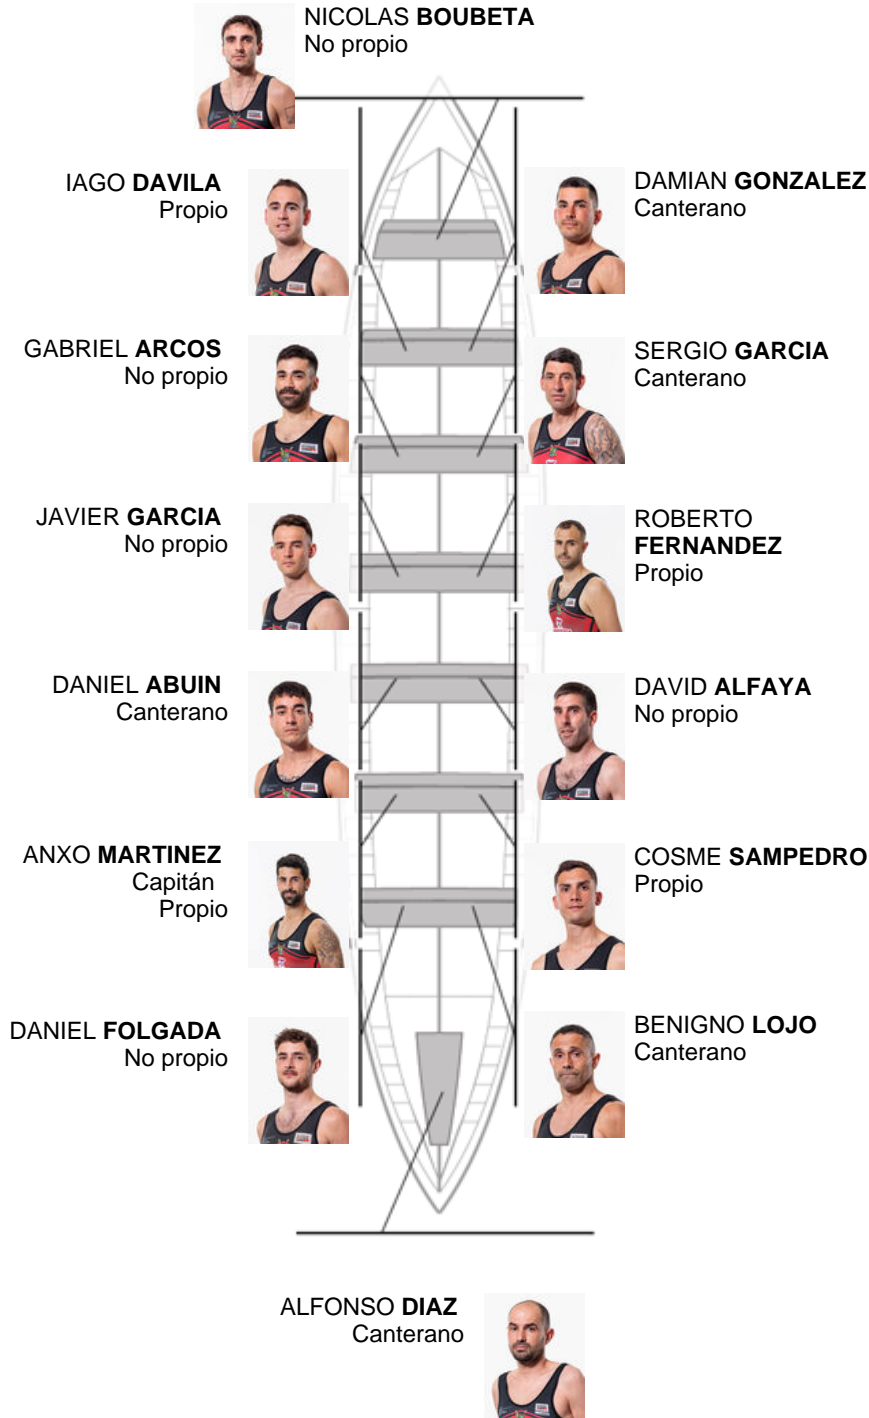 NICOLAS BOUBETA
No propio
IAGO DAVILA
Propio
DAMIAN GONZALEZ
Canterano
GABRIEL ARCOS
No propio
SERGIO GARCIA
Canterano
JAVIER GARCIA
No propio
ROBERTO
FERNANDEZ
Propio
DANIEL ABUIN
Canterano
DAVID ALFAYA
No propio
ANXO MARTINEZ
Capitán
Propio
COSME SAMPEDRO
Propio
DANIEL FOLGADA
No propio
BENIGNO LOJO
Canterano
ALFONSO DIAZ
Canterano